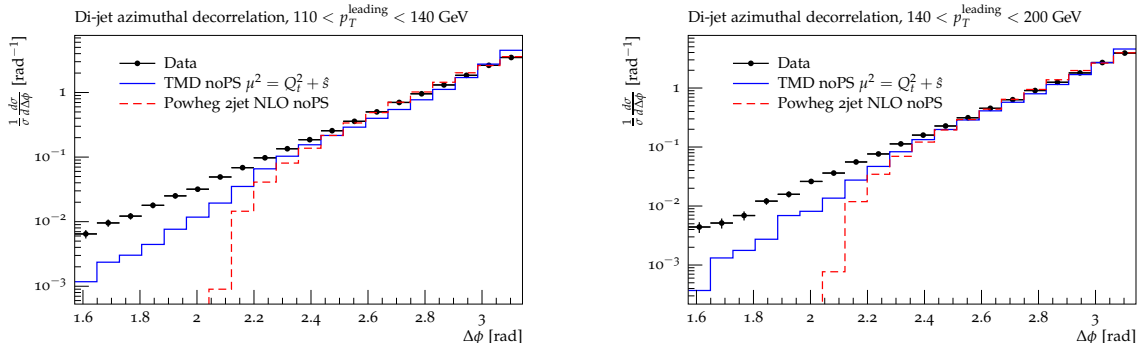 Di-jet azimuthal decorrelation, 110 < p_T^leading < 140 GeV
1/σ dσ/dΔϕ [rad⁻¹]
Data
TMD noPS μ² = Q_t² + ŝ
Powheg 2jet NLO noPS
1
10⁻¹
10⁻²
10⁻³
1.6 1.8 2 2.2 2.4 2.6 2.8 3
Δϕ [rad]
Di-jet azimuthal decorrelation, 140 < p_T^leading < 200 GeV
1/σ dσ/dΔϕ [rad⁻¹]
Data
TMD noPS μ² = Q_t² + ŝ
Powheg 2jet NLO noPS
1
10⁻¹
10⁻²
10⁻³
1.6 1.8 2 2.2 2.4 2.6 2.8 3
Δϕ [rad]